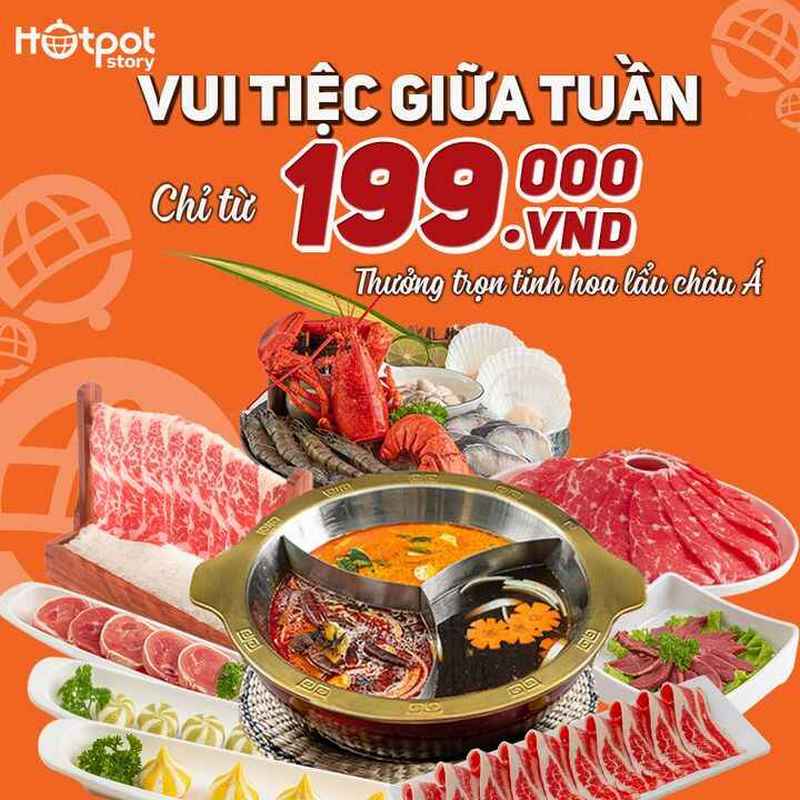 Hotpot
story
VUI TIỆC GIỮA TUẦN
Chỉ từ 199.000
.VND
Thưởng trọn tinh hoa lẩu châu Á